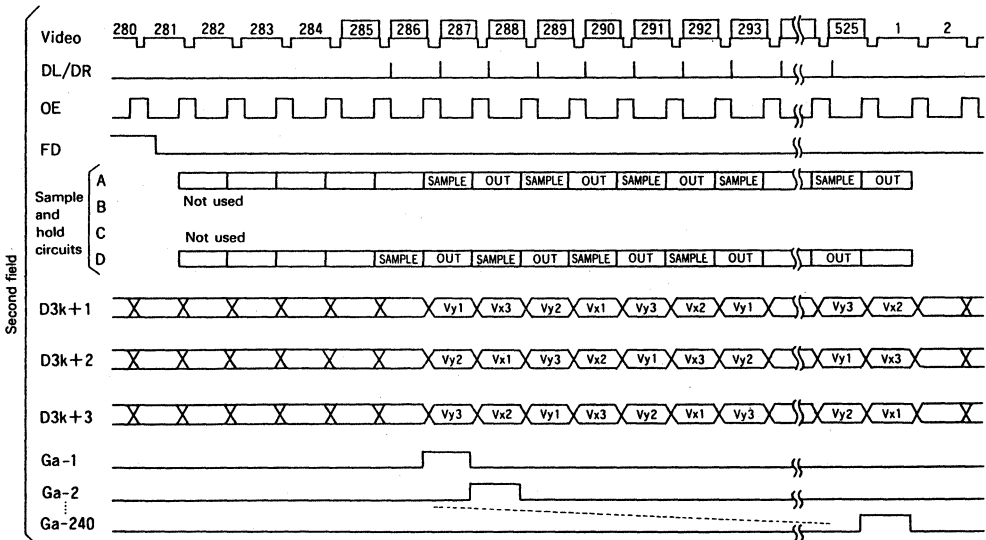 Second field
Video 280 281 282 283 284 285 286 287 288 289 290 291 292 293 525 1 2
DL/DR
OE
FD
Sample and hold circuits
A SAMPLE OUT SAMPLE OUT SAMPLE OUT SAMPLE SAMPLE OUT
B Not used
C Not used
D SAMPLE OUT SAMPLE OUT SAMPLE OUT SAMPLE OUT OUT
D3k+1 Vy1 Vx3 Vy2 Vx1 Vy3 Vx2 Vy1 Vy3 Vx2
D3k+2 Vy2 Vx1 Vy3 Vx2 Vy1 Vx3 Vy2 Vy1 Vx3
D3k+3 Vy3 Vx2 Vy1 Vx3 Vy2 Vx1 Vy3 Vy2 Vx1
Ga-1
Ga-2
Ga-240